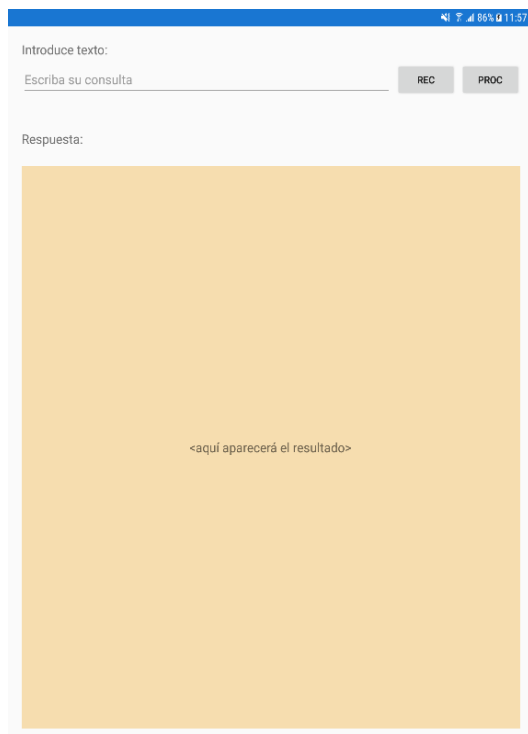 86% 11:57
Introduce texto:
Escriba su consulta
REC
PROC
Respuesta:
<aquí aparecerá el resultado>